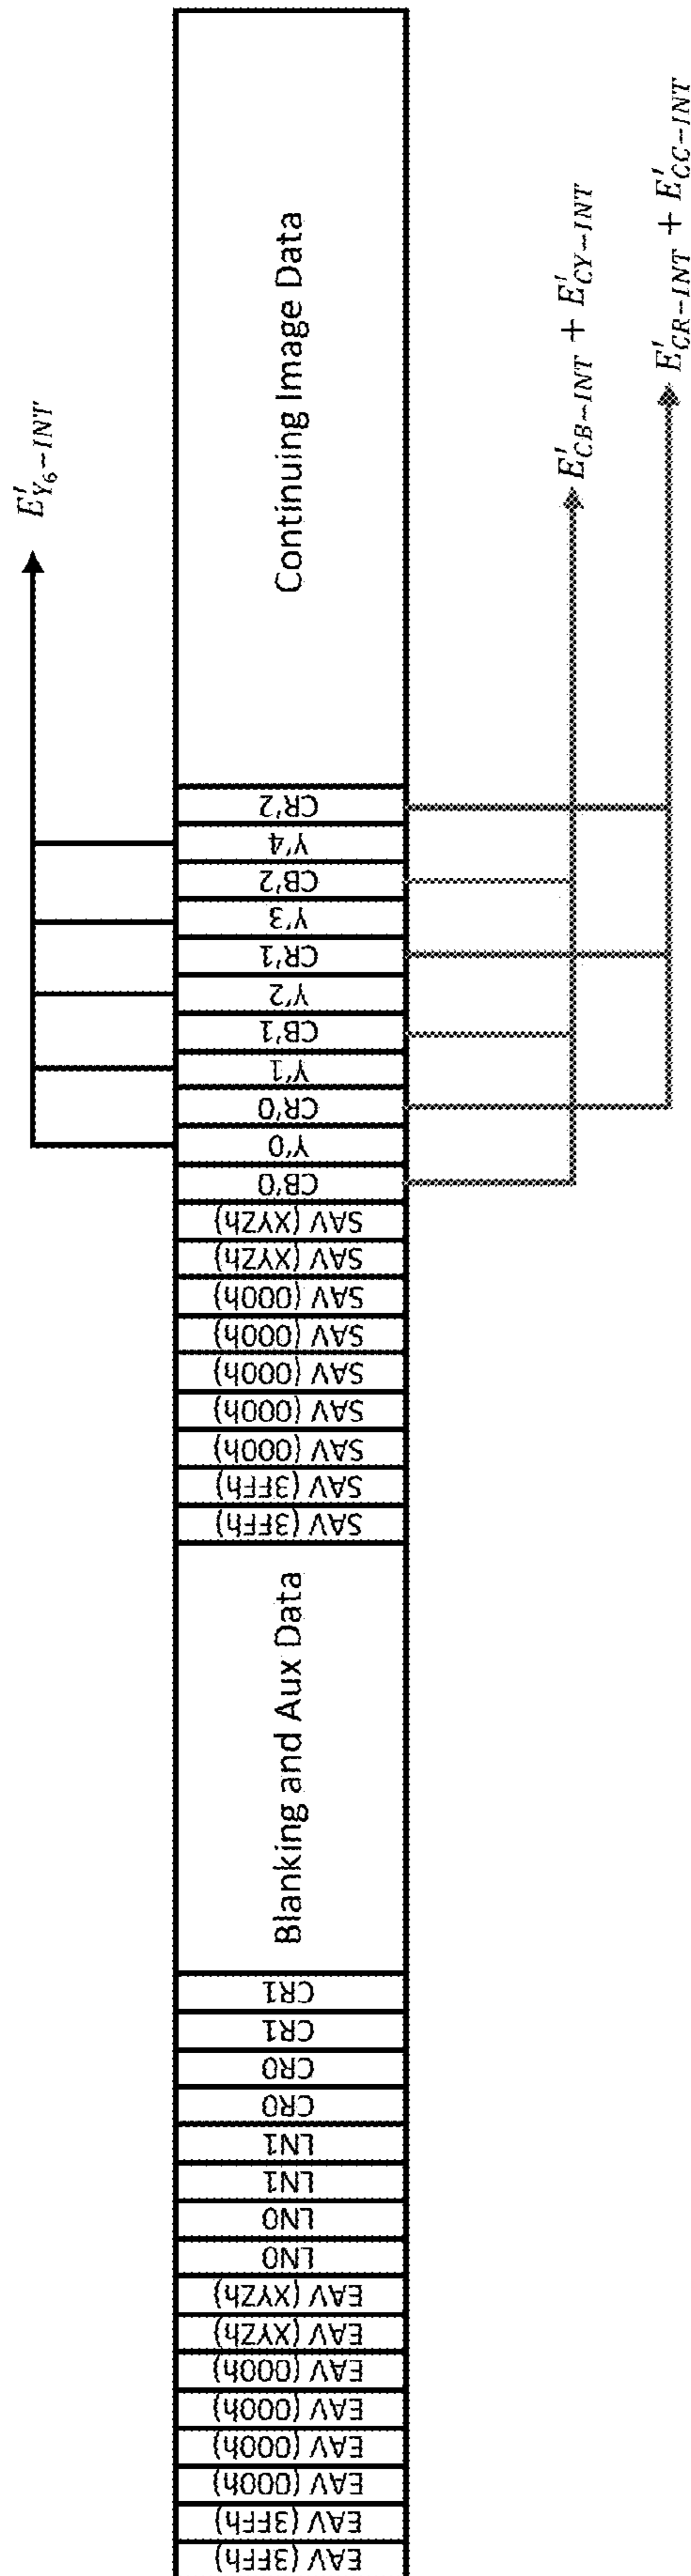 E'Y₆−INT
EAV (3FFh)
EAV (3FFh)
EAV (000h)
EAV (000h)
EAV (000h)
EAV (000h)
EAV (XYZh)
EAV (XYZh)
LN0
LN0
LN1
LN1
CR0
CR0
CR1
CR1
Blanking and Aux Data
SAV (3FFh)
SAV (3FFh)
SAV (000h)
SAV (000h)
SAV (000h)
SAV (000h)
SAV (000h)
SAV (XYZh)
SAV (XYZh)
CB'0
Y'0
CR'0
Y'1
CB'1
Y'2
CR'1
Y'3
CB'2
Y'4
CR'2
Continuing Image Data
E'CB−INT + E'CY−INT
E'CR−INT + E'CC−INT